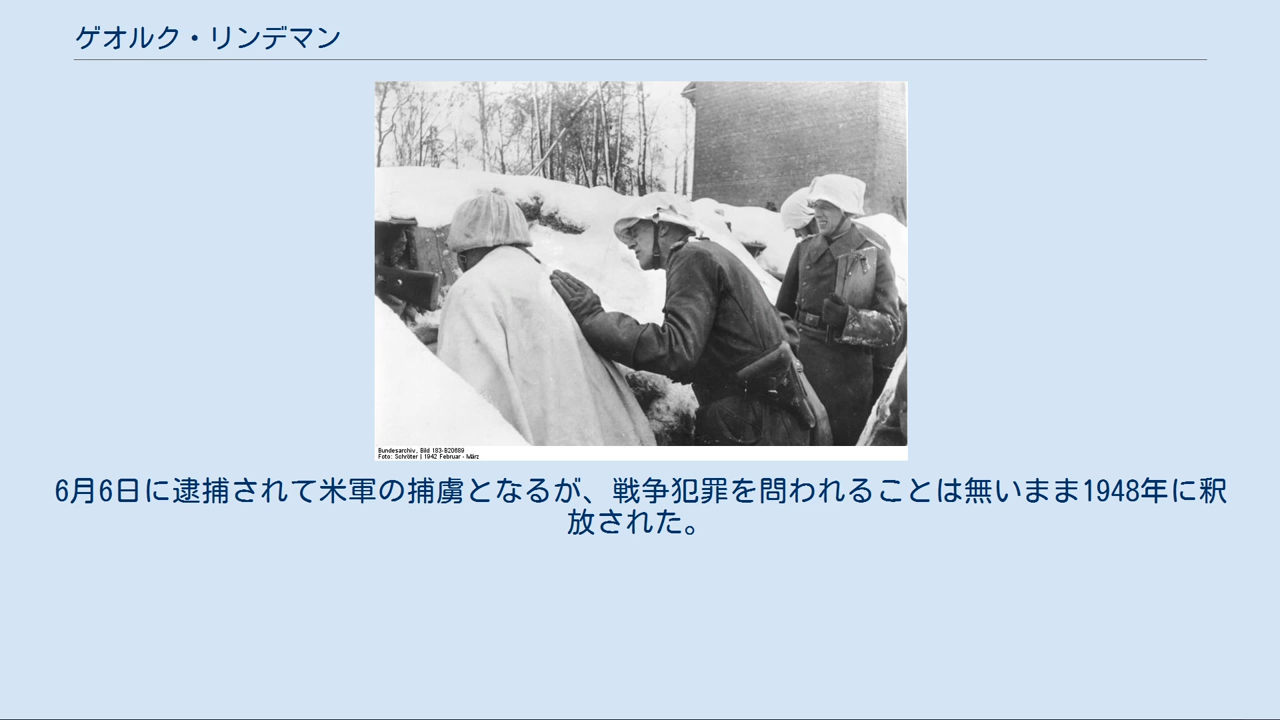 ゲオルク・リンデマン
Bundesarchiv, Bild 183-B20689
Foto: Schröter | 1942 Februar - März
6月6日に逮捕されて米軍の捕虜となるが、戦争犯罪を問われることは無いまま1948年に釈
放された。